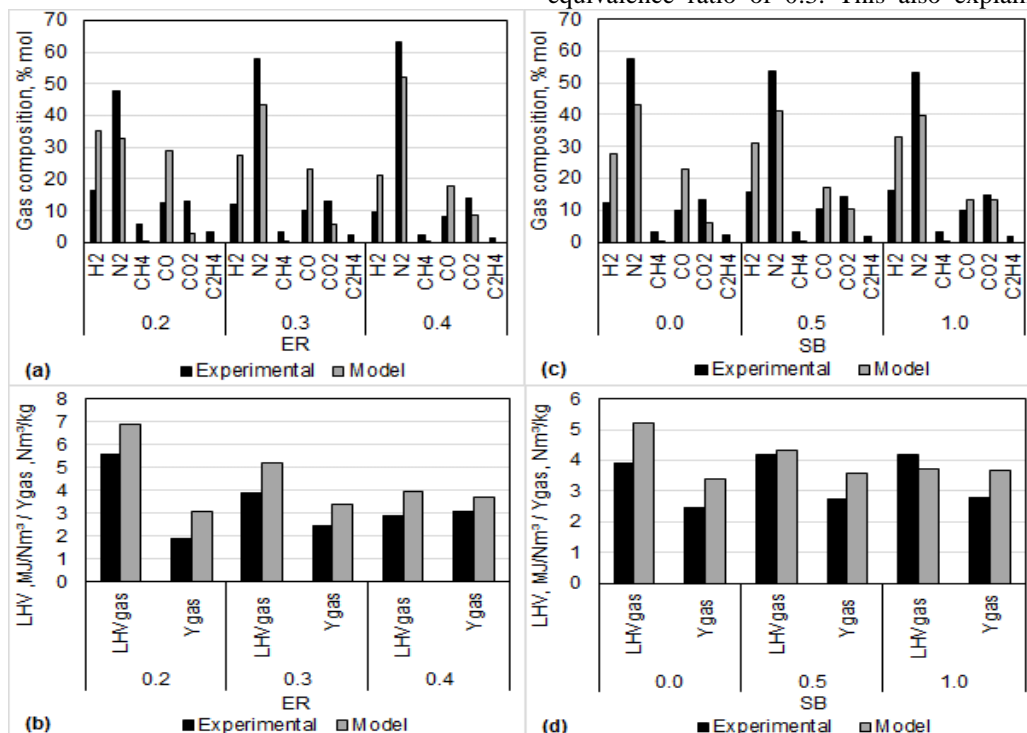 equivalence ratio of 0.3. This also explain
70
60
50
40
30
20
10
0
Gas composition, % mol
H2 N2 CH4 CO CO2 C2H4 H2 N2 CH4 CO CO2 C2H4 H2 N2 CH4 CO CO2 C2H4
0.2 0.3 0.4
ER
(a) Experimental Model
70
60
50
40
30
20
10
0
Gas composition, % mol
H2 N2 CH4 CO CO2 C2H4 H2 N2 CH4 CO CO2 C2H4 H2 N2 CH4 CO CO2 C2H4
0.0 0.5 1.0
SB
(c) Experimental Model
8
7
6
5
4
3
2
1
0
LHV ,MJ/Nm³ / Ygas ,Nm³/kg
LHVgas Ygas LHVgas Ygas LHVgas Ygas
0.2 0.3 0.4
ER
(b) Experimental Model
6
5
4
3
2
1
0
LHV, MJ/Nm³ / Ygas, Nm³/kg
LHVgas Ygas LHVgas Ygas LHVgas Ygas
0.0 0.5 1.0
SB
(d) Experimental Model